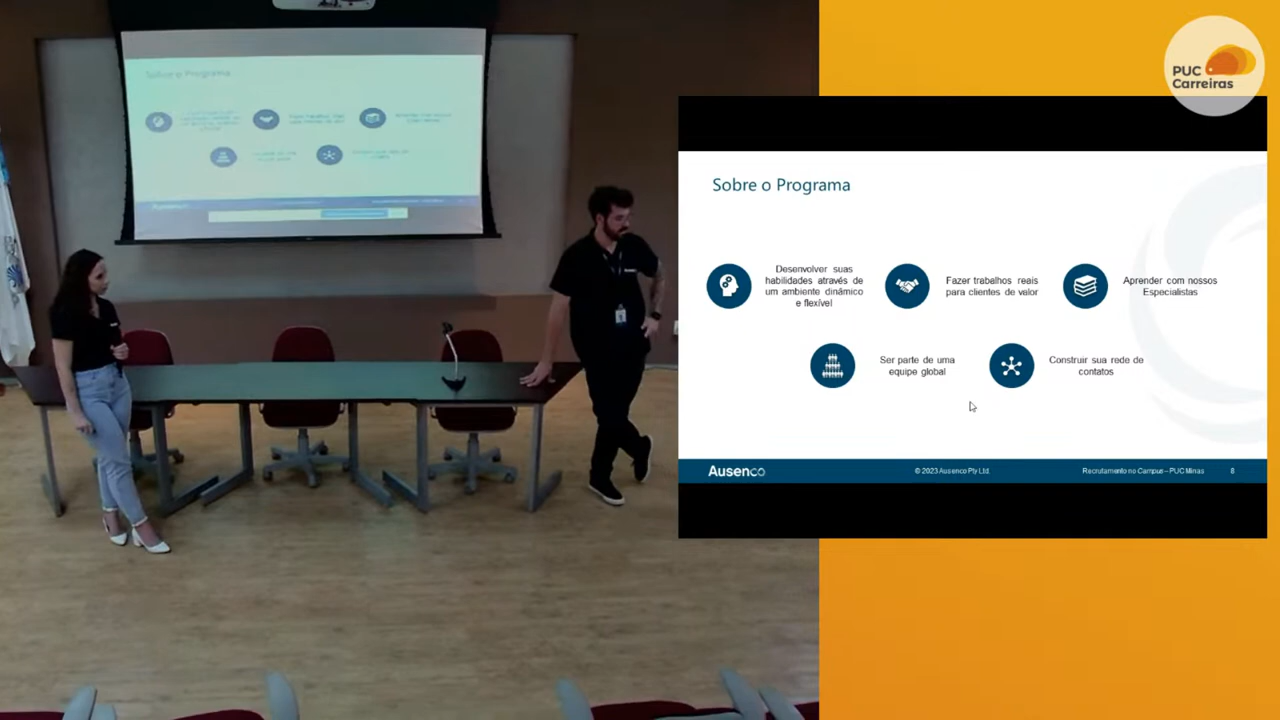 PUC
Carreiras
Sobre o Programa
Sobre o Programa
Desenvolver suas
habilidades através de
um ambiente dinâmico
e flexível
Fazer trabalhos reais
para clientes de valor
Aprender com nossos
Especialistas
Ser parte de uma
equipe global
Construir sua rede de
contatos
Ausenco
© 2023 Ausenco Pty Ltd.
Recrutamento no Campus – PUC Minas
8